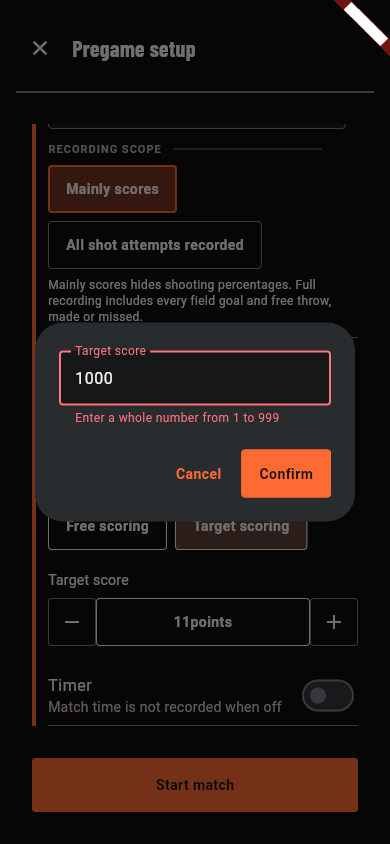 Pregame setup
RECORDING SCOPE
Mainly scores
All shot attempts recorded
Mainly scores hides shooting percentages. Full
recording includes every field goal and free throw,
made or missed.
Target score
1000
Enter a whole number from 1 to 999
Cancel
Confirm
Free scoring
Target scoring
Target score
11points
Timer
Match time is not recorded when off
Start match